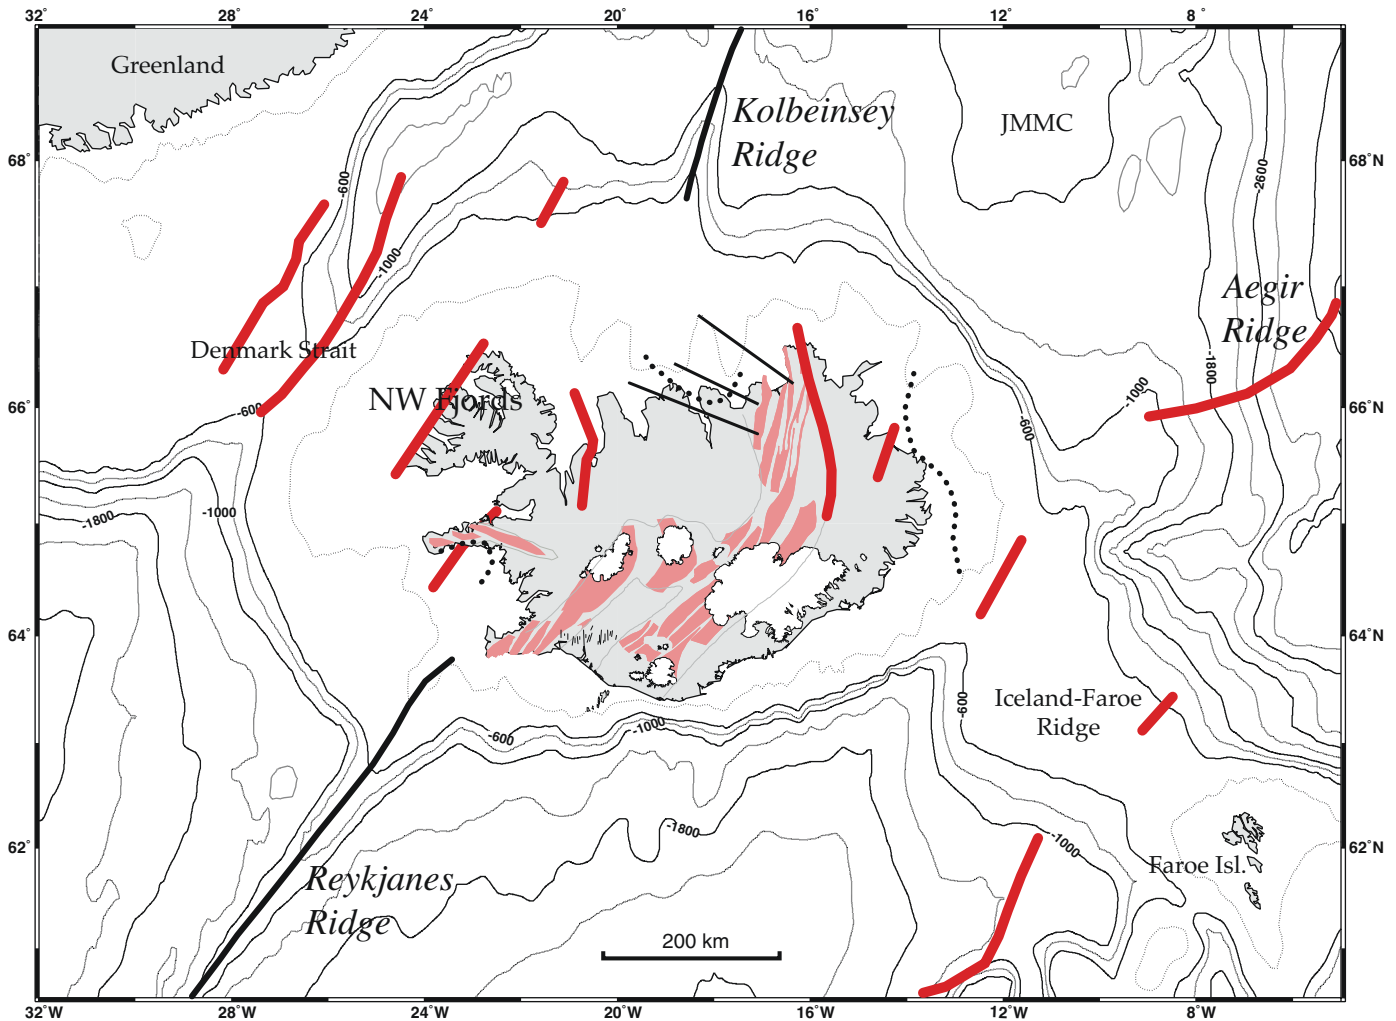 32° 28° 24° 20° 16° 12° 8°
Greenland
Kolbeinsey
Ridge
JMMC
68° 68°N
-600
-2600
-1000
Aegir
Ridge
Denmark Strait
-1800
NW Fjords
-1000
66° -600 66°N
-600
-1000
-1800
64° 64°N
-600
Iceland-Faroe
Ridge
-1000
-600
-1800
-1000
62° 62°N
Faroe Isl.
Reykjanes
Ridge
200 km
32°W 28°W 24°W 20°W 16°W 12°W 8°W